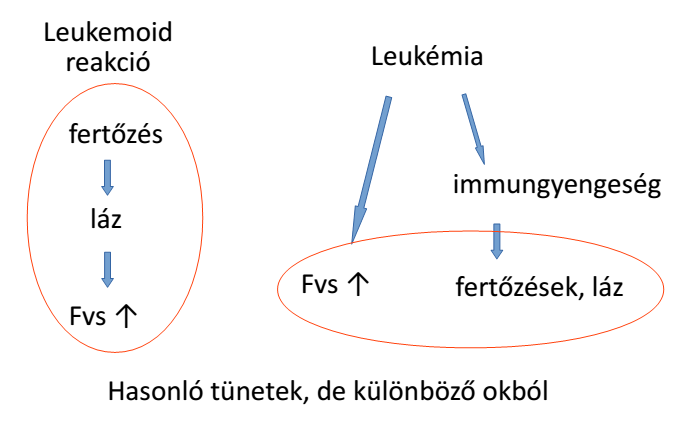 Leukemoid
reakció
fertőzés
láz
Fvs ↑
Leukémia
immungyengeség
Fvs ↑
fertőzések, láz
Hasonló tünetek, de különböző okból